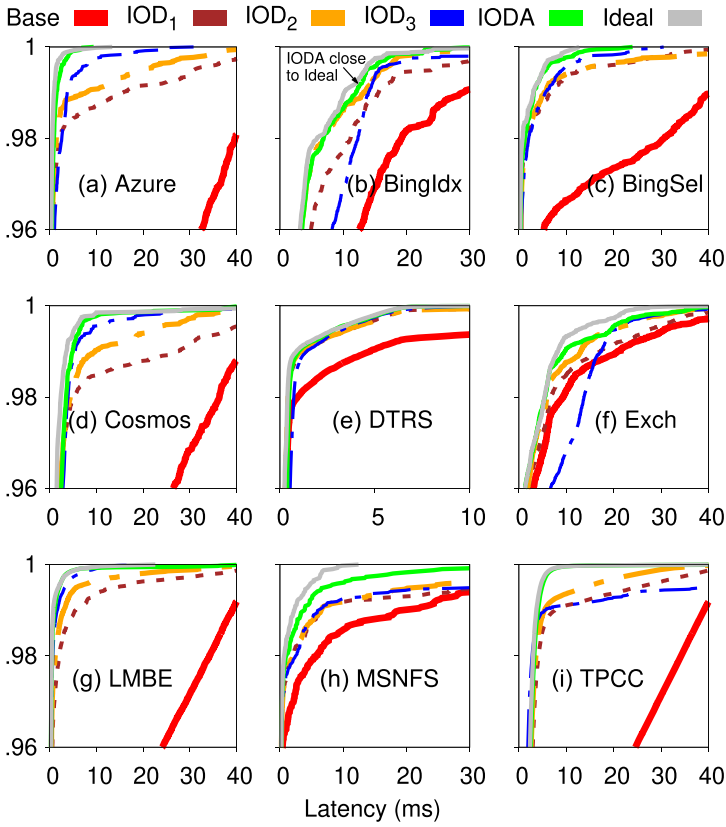 Base IOD1 IOD2 IOD3 IODA Ideal
1
.98
.96
IODA close
to Ideal
(a) Azure (b) BingIdx (c) BingSel
0 10 20 30 40 0 10 20 30 0 10 20 30 40
1
.98
.96
(d) Cosmos (e) DTRS (f) Exch
0 10 20 30 40 0 5 10 0 10 20 30 40
1
.98
.96
(g) LMBE (h) MSNFS (i) TPCC
0 10 20 30 40 0 10 20 30 0 10 20 30 40
Latency (ms)